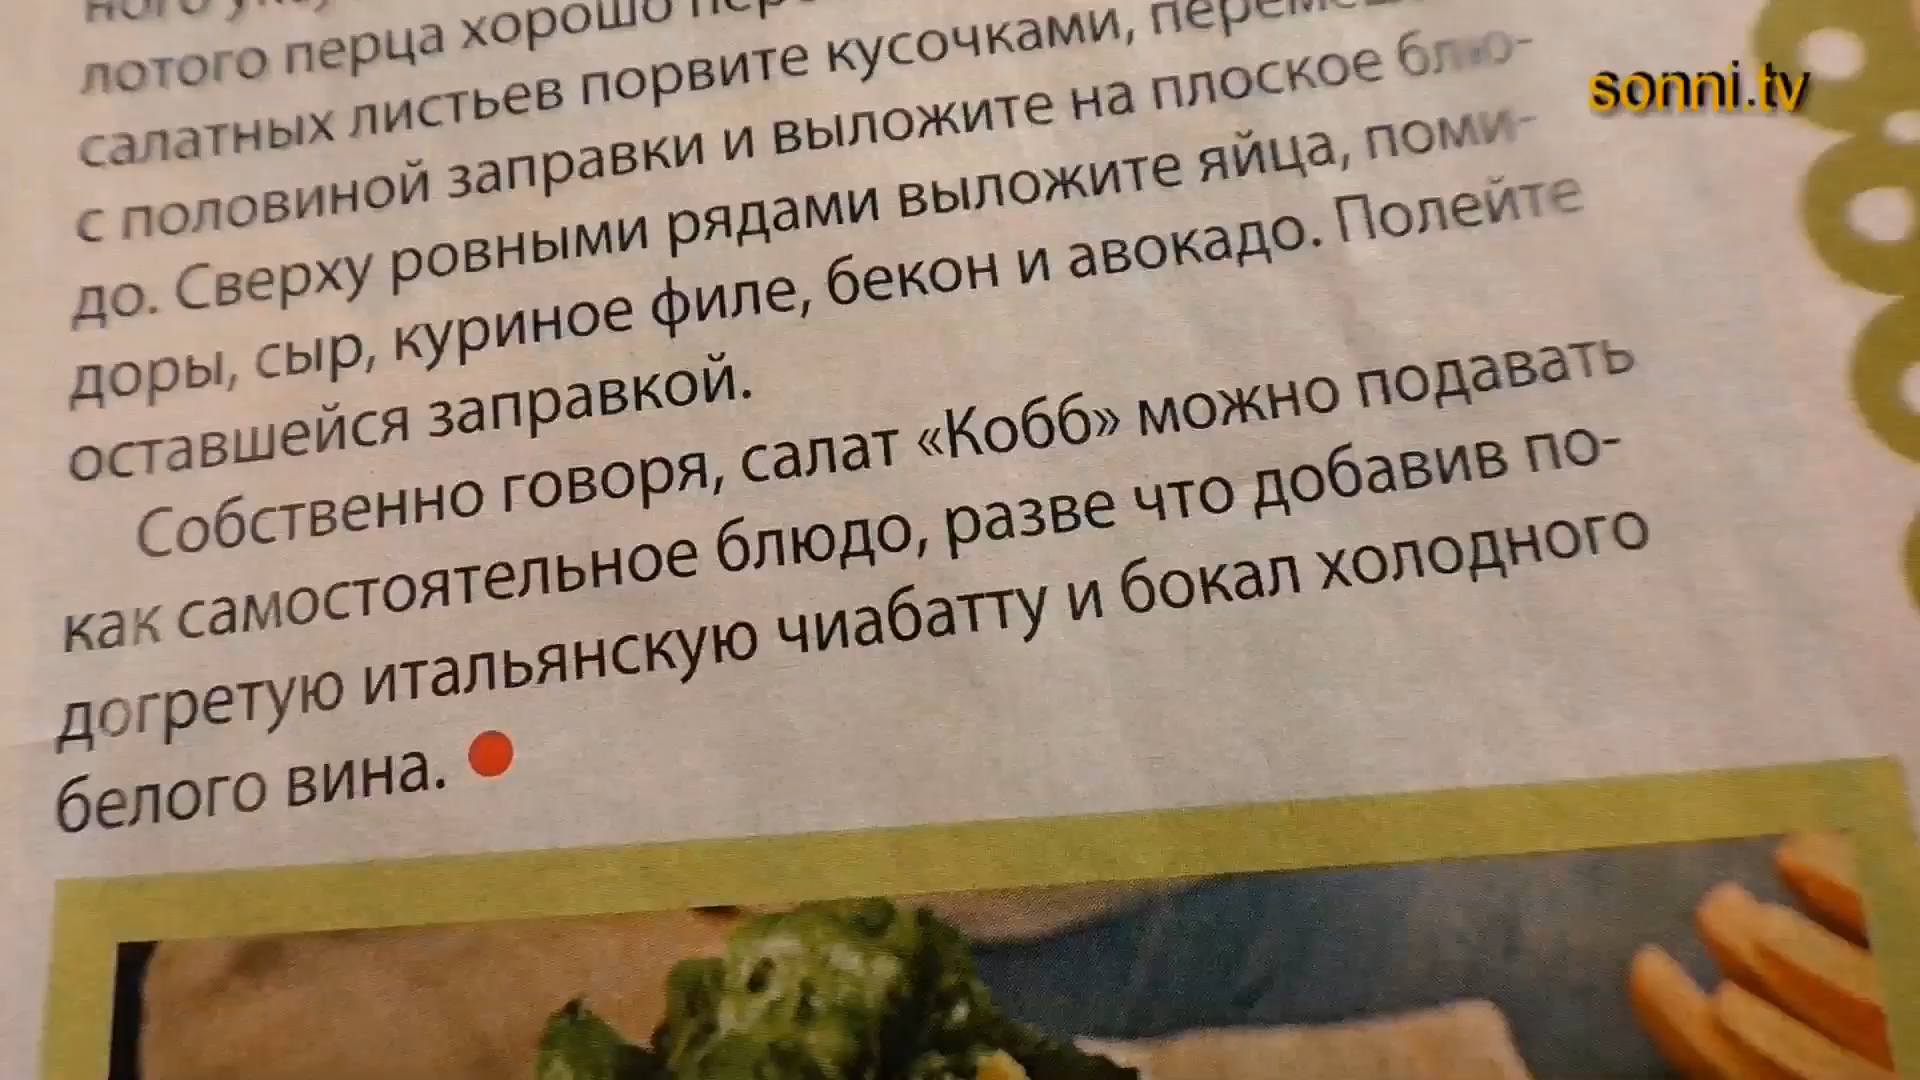 лотого перца хорошо
салатных листьев порвите кусочками,
с половиной заправки и выложите на плоское блю-
до. Сверху ровными рядами выложите яйца, поми-
доры, сыр, куриное филе, бекон и авокадо. Полейте
оставшейся заправкой.
Собственно говоря, салат «Кобб» можно подавать
как самостоятельное блюдо, разве что добавив по-
догретую итальянскую чиабатту и бокал холодного
белого вина.
sonni.tv